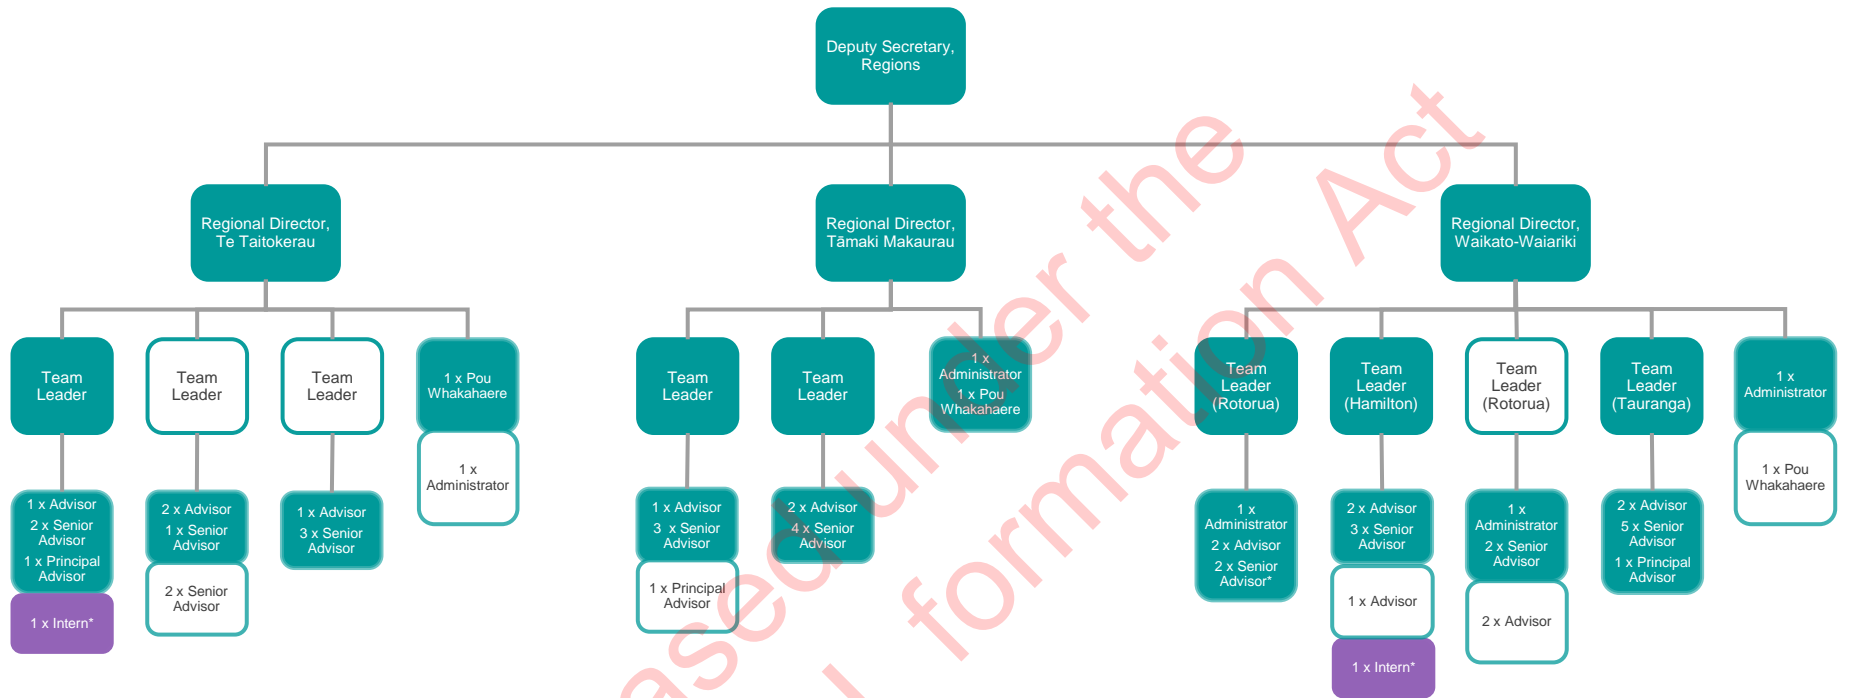 Deputy Secretary,
Regions
Regional Director,
Te Taitokerau
Regional Director,
Tāmaki Makaurau
Regional Director,
Waikato-Waiariki
Team
Leader
Team
Leader
Team
Leader
1 x Pou
Whakahaere
1 x
Administrator
1 x Advisor
2 x Senior
Advisor
1 x Principal
Advisor
1 x Intern*
2 x Advisor
1 x Senior
Advisor
2 x Senior
Advisor
1 x Advisor
3 x Senior
Advisor
Team
Leader
Team
Leader
1 x
Administrator
1 x Pou
Whakahaere
1 x Advisor
3 x Senior
Advisor
1 x Principal
Advisor
2 x Advisor
4 x Senior
Advisor
Team
Leader
(Rotorua)
Team
Leader
(Hamilton)
Team
Leader
(Rotorua)
Team
Leader
(Tauranga)
1 x
Administrator
1 x Pou
Whakahaere
1 x
Administrator
2 x Advisor
2 x Senior
Advisor*
2 x Advisor
3 x Senior
Advisor
1 x Advisor
1 x Intern*
1 x
Administrator
2 x Senior
Advisor
2 x Advisor
2 x Advisor
5 x Senior
Advisor
1 x Principal
Advisor
ased under the
formation Act